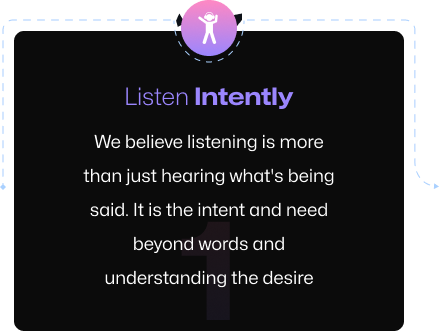 Listen Intently
We believe listening is more
than just hearing what's being
said. It is the intent and need
beyond words and
understanding the desire
1